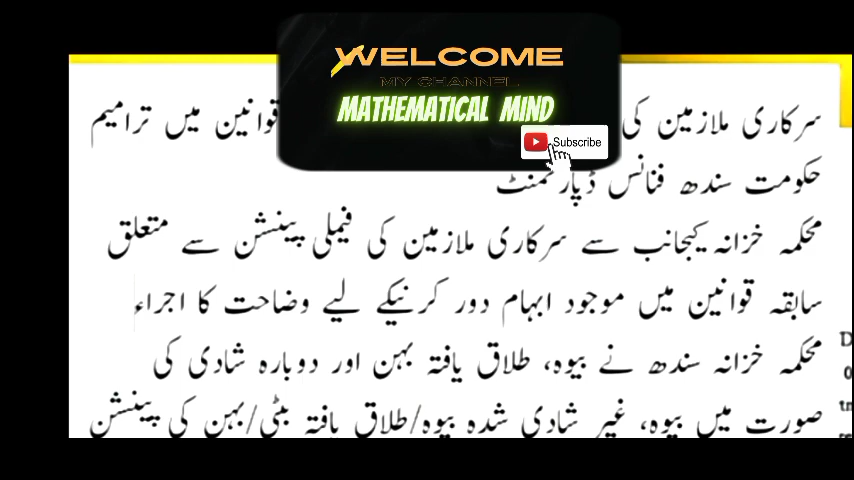 WELCOME
MY CHANNEL
MATHEMATICAL MIND
Subscribe
سرکاری ملازمین کی قوانین میں ترامیم
حکومت سندھ فنانس ڈپارٹمنٹ
محکمہ خزانہ کیجانب سے سرکاری ملازمین کی فیملی پینشن سے متعلق
سابقہ قوانین میں موجود ابہام دور کرنیکے لیے وضاحت کا اجراء
محکمہ خزانہ سندھ نے بیوہ، طلاق یافتہ بہن اور دوبارہ شادی کی
صورت میں بیوہ، غیر شادی شدہ بیوہ/طلاق یافتہ بیٹی/بہن کی پینشن